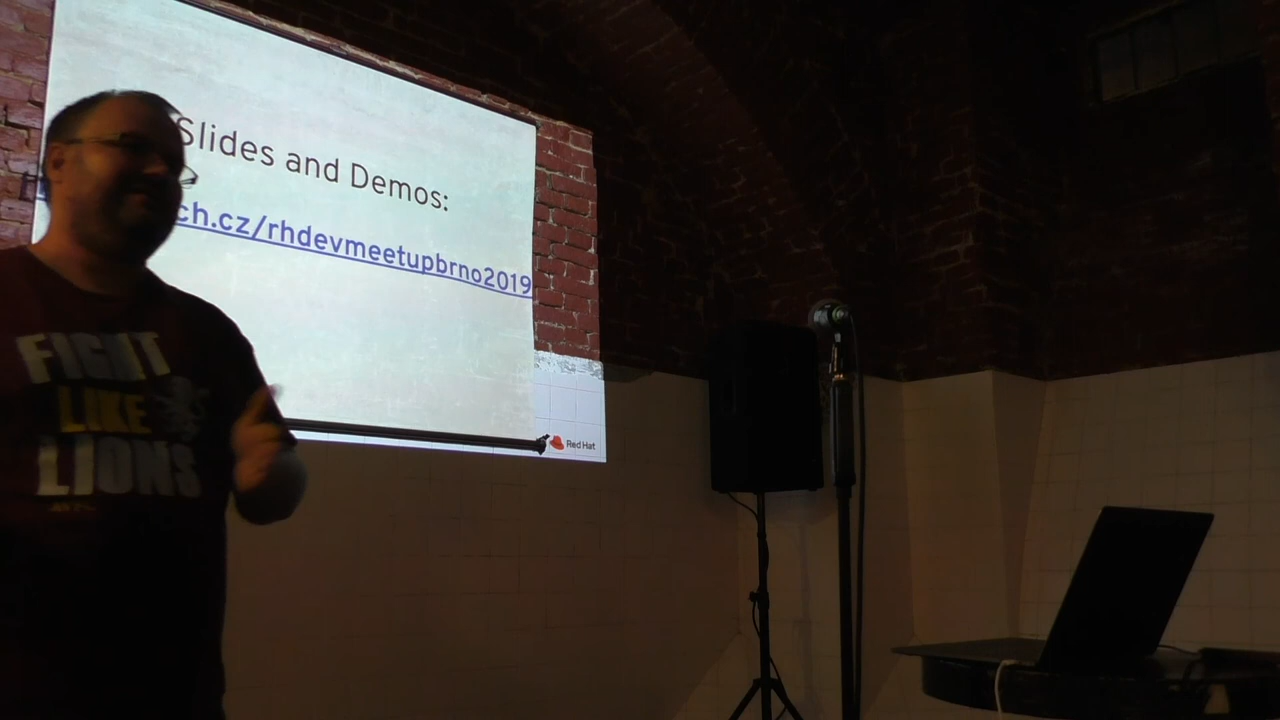 Slides and Demos:
ch.cz/rhdevmeetupbrno2019
Red Hat
FIGHT
LIKE
LIONS